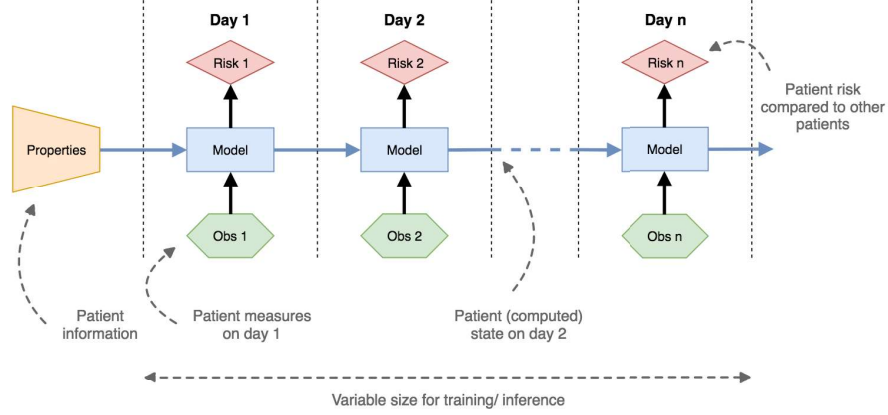 Day 1
Day 2
Day n
Risk 1
Risk 2
Risk n
Patient risk
compared to other
patients
Properties
Model
Model
Model
Obs 1
Obs 2
Obs n
Patient
information
Patient measures
on day 1
Patient (computed)
state on day 2
Variable size for training/ inference